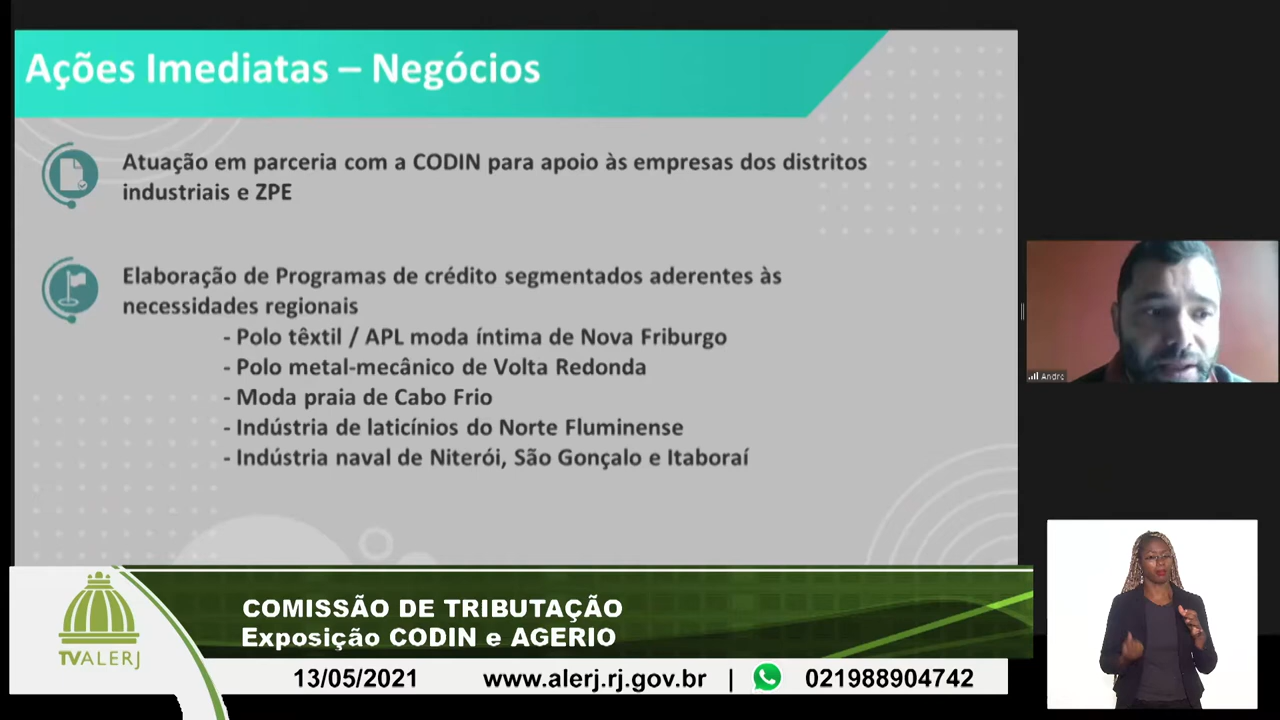 Ações Imediatas – Negócios
Atuação em parceria com a CODIN para apoio às empresas dos distritos
industriais e ZPE
Elaboração de Programas de crédito segmentados aderentes às
necessidades regionais
- Polo têxtil / APL moda íntima de Nova Friburgo
- Polo metal-mecânico de Volta Redonda
- Moda praia de Cabo Frio
- Indústria de laticínios do Norte Fluminense
- Indústria naval de Niterói, São Gonçalo e Itaboraí
Andre
COMISSÃO DE TRIBUTAÇÃO
Exposição CODIN e AGERIO
TVALERJ
13/05/2021 www.alerj.rj.gov.br | 021988904742